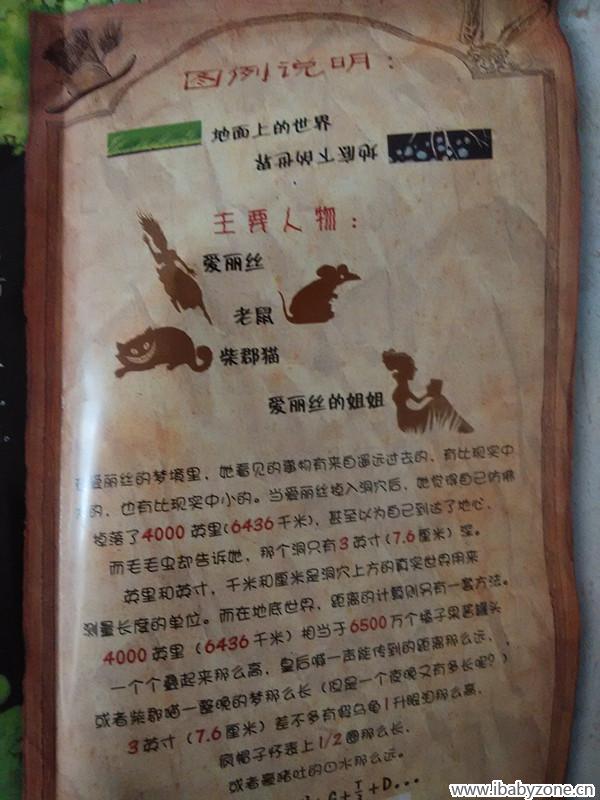 图例说明：
地面上的世界
地底下的世界
主要人物：
爱丽丝
老鼠
柴郡猫
爱丽丝的姐姐
在爱丽丝的梦境里，她看见的事物有来自遥远过去的，有比现实中
大的，也有比现实中小的。当爱丽丝掉入洞穴后，她觉得自己仿佛
掉落了4000英里(6436千米)，甚至以为自己到达了地心，
而毛毛虫却告诉她，那个洞只有3英寸(7.6厘米)深。
英里和英寸，千米和厘米是洞穴上方的真实世界用来
测量长度的单位。而在地底世界，距离的计算则另有一套方法。
4000英里（6436千米）相当于6500万个橘子果酱罐头
一个个叠起来那么高，皇后喊一声能传到的距离那么远，
或者柴郡猫一整晚的梦那么长（但是一个夜晚又有多长呢？）
3英寸（7.6厘米）差不多有假乌龟1升眼泪那么高，
疯帽子怀表上1/2圈那么长，
或者豪猪吐的口水那么远。
G+T/2+D...
www.ibabyzone.cn